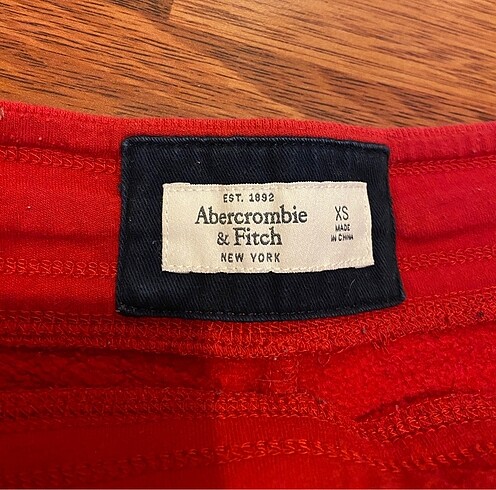 EST. 1892
Abercrombie
& Fitch
NEW YORK
XS
MADE
IN CHINA